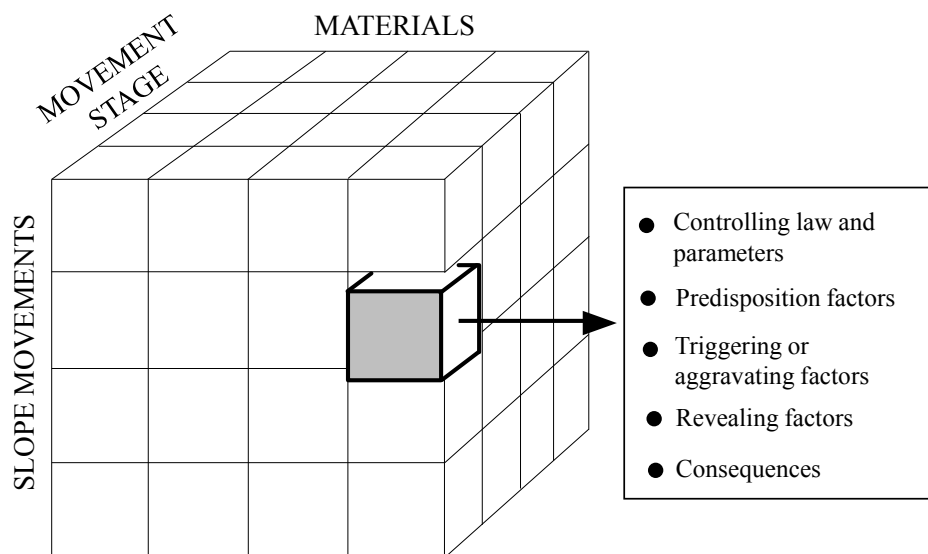 MATERIALS
MOVEMENT
STAGE
SLOPE MOVEMENTS
Controlling law and
parameters
Predisposition factors
Triggering or
aggravating factors
Revealing factors
Consequences